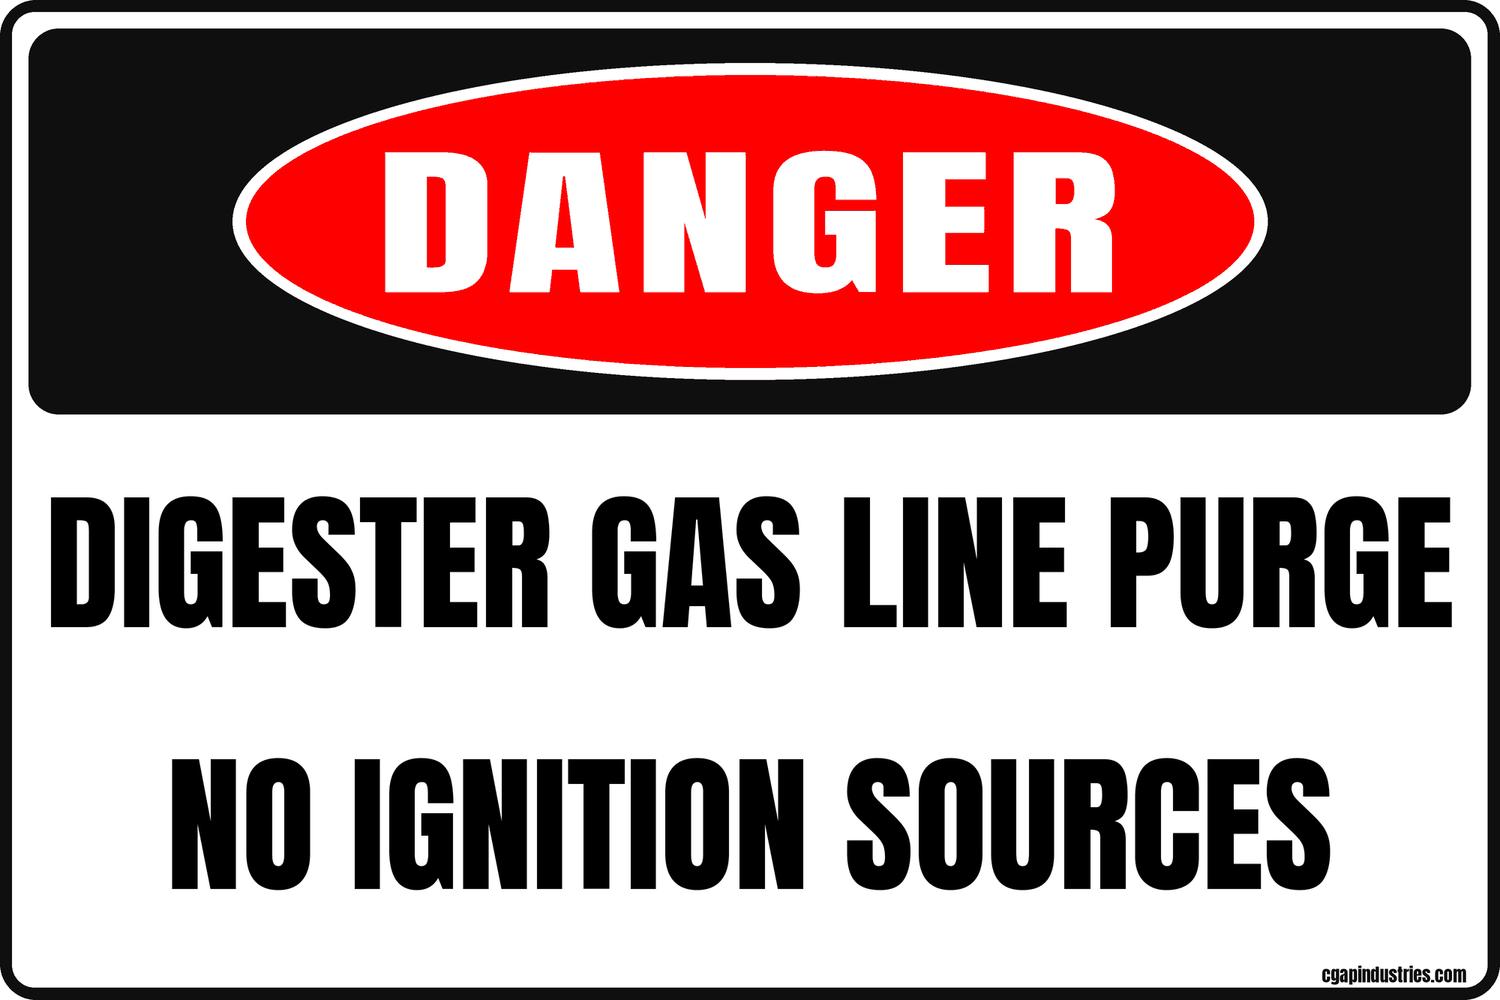 DANGER
DIGESTER GAS LINE PURGE
NO IGNITION SOURCES
cgapindustries.com